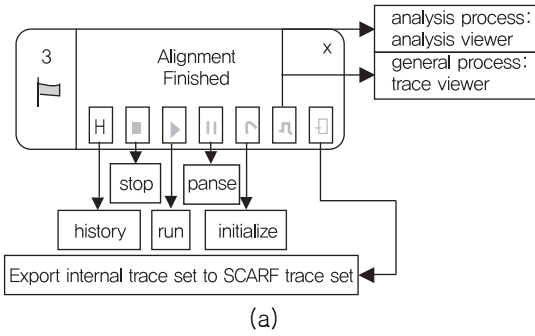 3
Alignment
Finished
x
analysis process:
analysis viewer
general process:
trace viewer
H
stop
panse
history
run
initialize
Export internal trace set to SCARF trace set
(a)